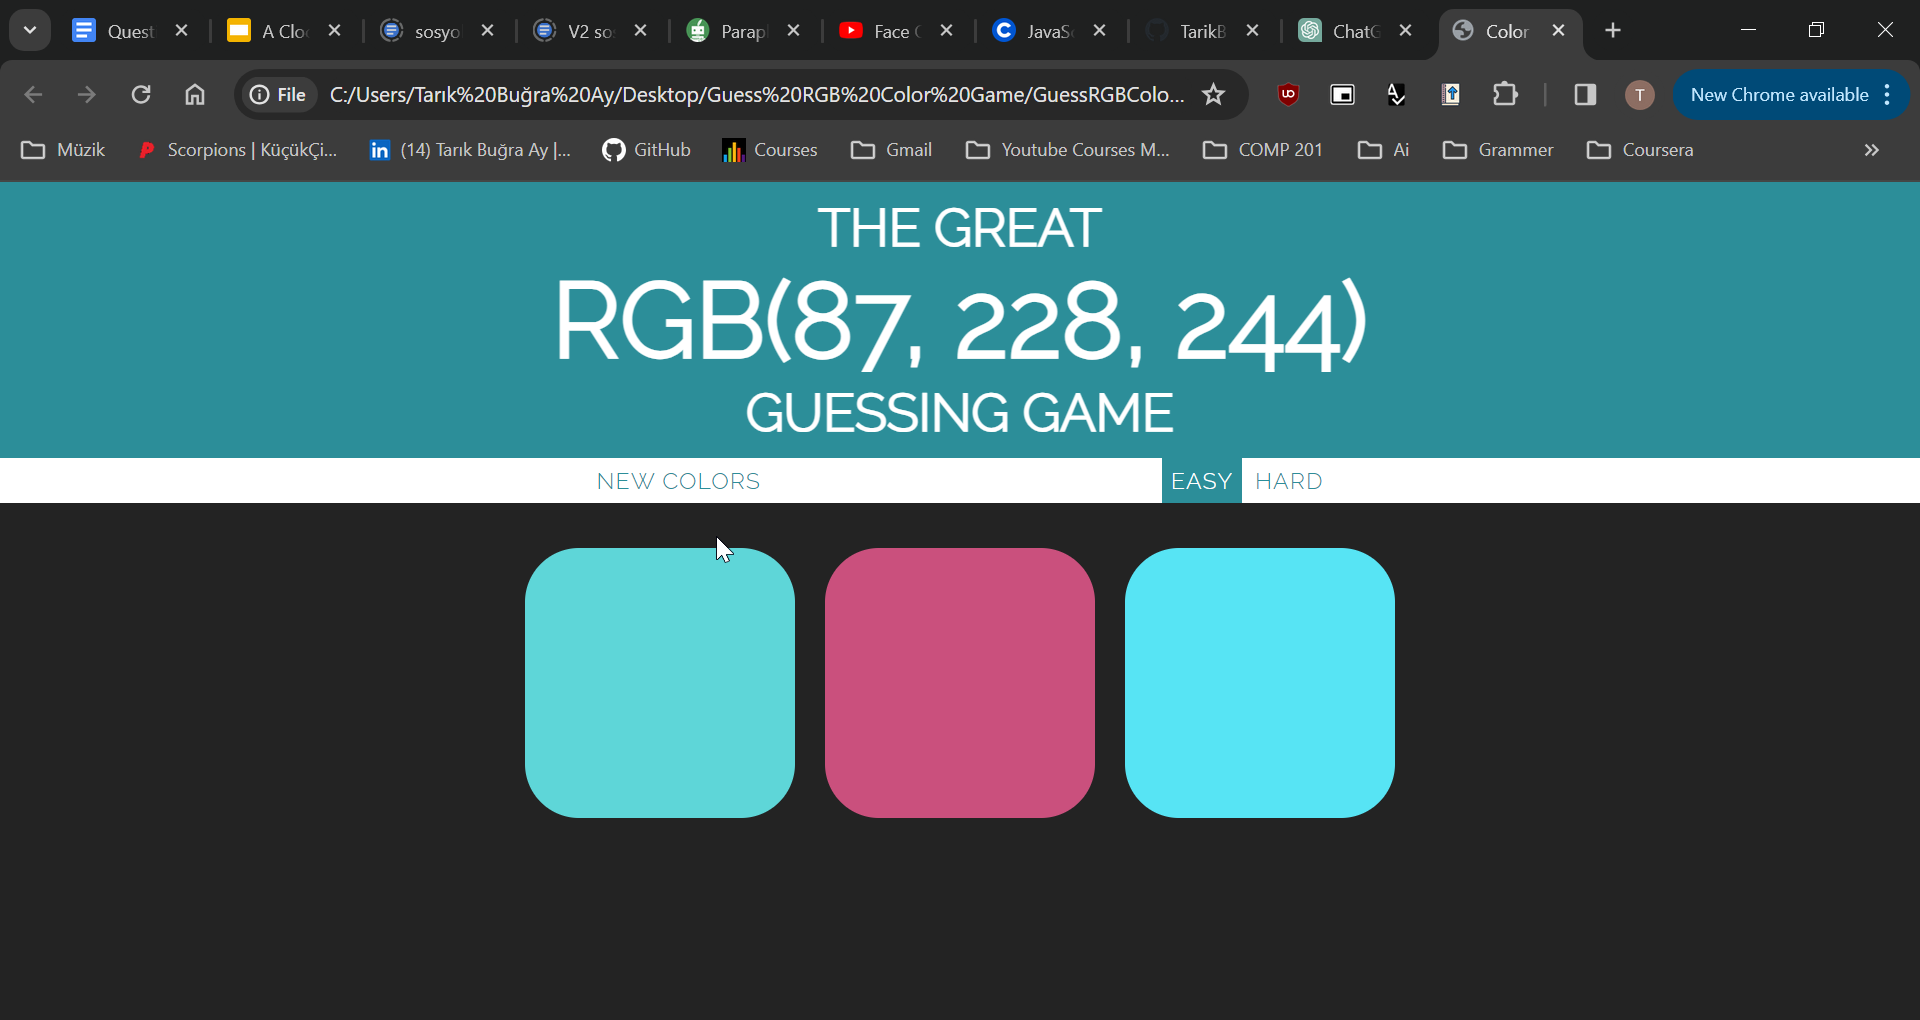 Quest
A Cloc
sosyo
V2 so
Parap
Face
JavaS
TarikB
ChatG
Color
File
C:/Users/Tarık%20Buğra%20Ay/Desktop/Guess%20RGB%20Color%20Game/GuessRGBColo...
T
New Chrome available
Müzik
Scorpions | KüçükÇi...
(14) Tarık Buğra Ay |...
GitHub
Courses
Gmail
Youtube Courses M...
COMP 201
Ai
Grammer
Coursera
THE GREAT
RGB(87, 228, 244)
GUESSING GAME
NEW COLORS
EASY
HARD